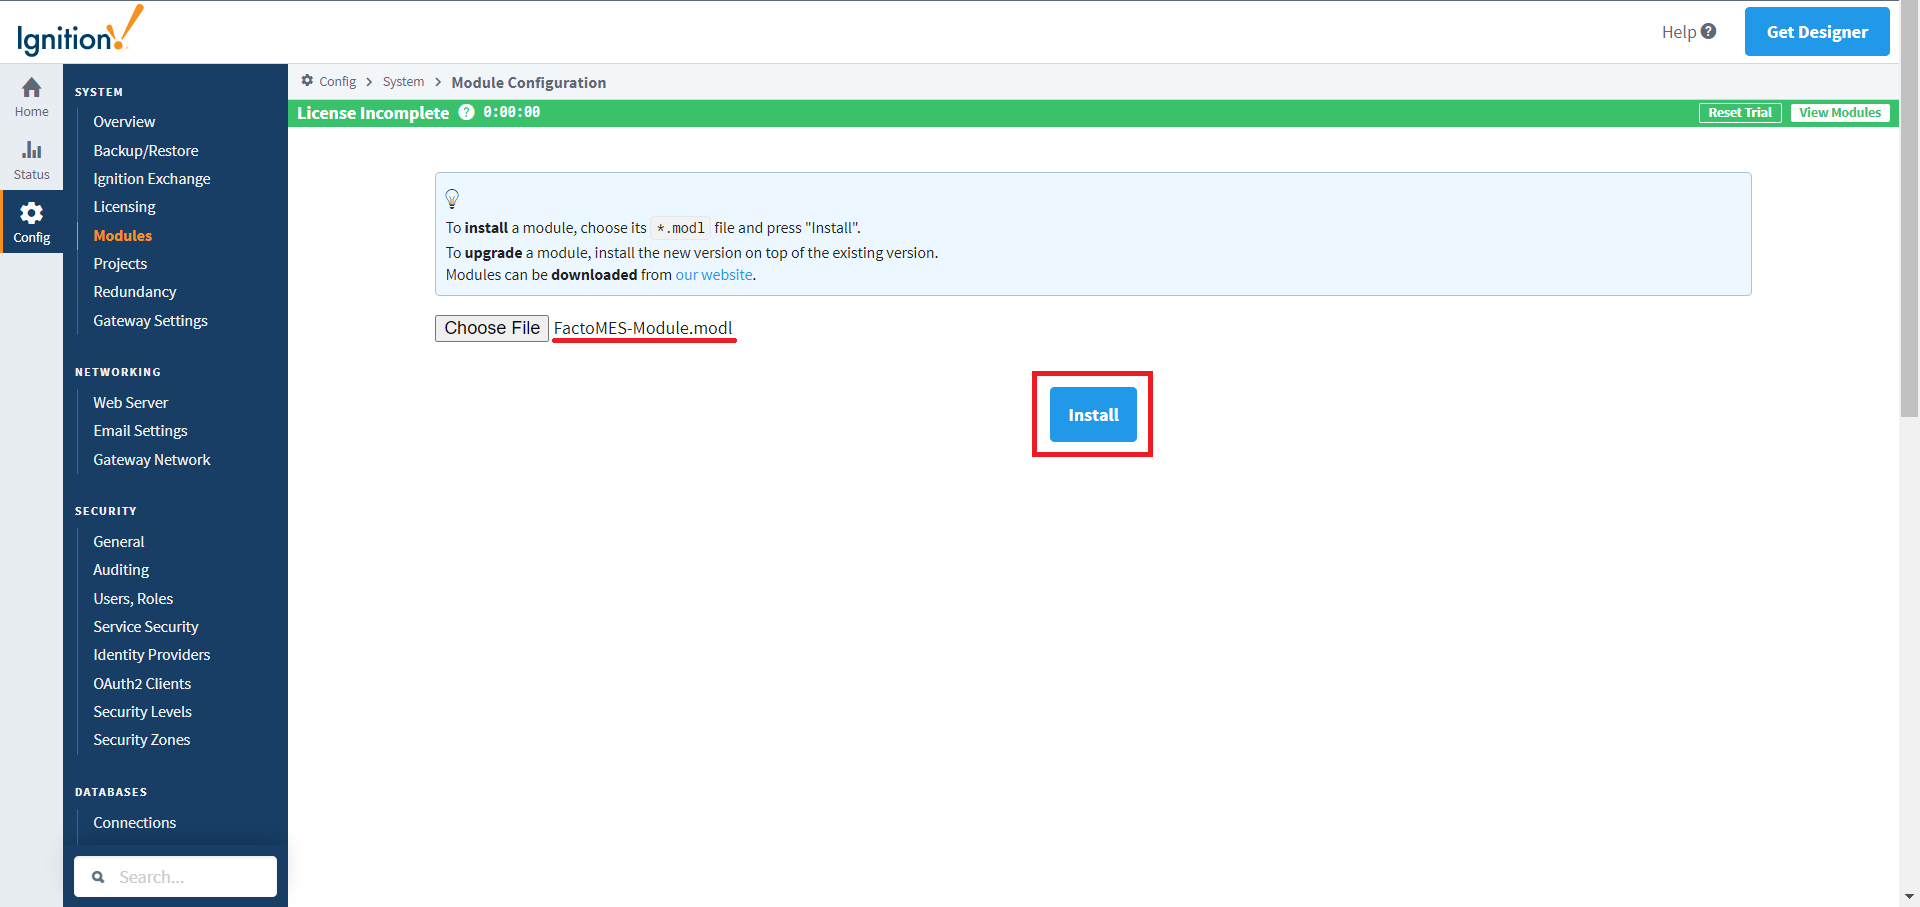 Ignition!
Help ?
Get Designer
Home
Status
Config
SYSTEM
Overview
Backup/Restore
Ignition Exchange
Licensing
Modules
Projects
Redundancy
Gateway Settings
NETWORKING
Web Server
Email Settings
Gateway Network
SECURITY
General
Auditing
Users, Roles
Service Security
Identity Providers
OAuth2 Clients
Security Levels
Security Zones
DATABASES
Connections
Search...
Config > System > Module Configuration
License Incomplete ? 0:00:00
Reset Trial
View Modules
To install a module, choose its *.modl file and press "Install".
To upgrade a module, install the new version on top of the existing version.
Modules can be downloaded from our website.
Choose File FactoMES-Module.modl
Install